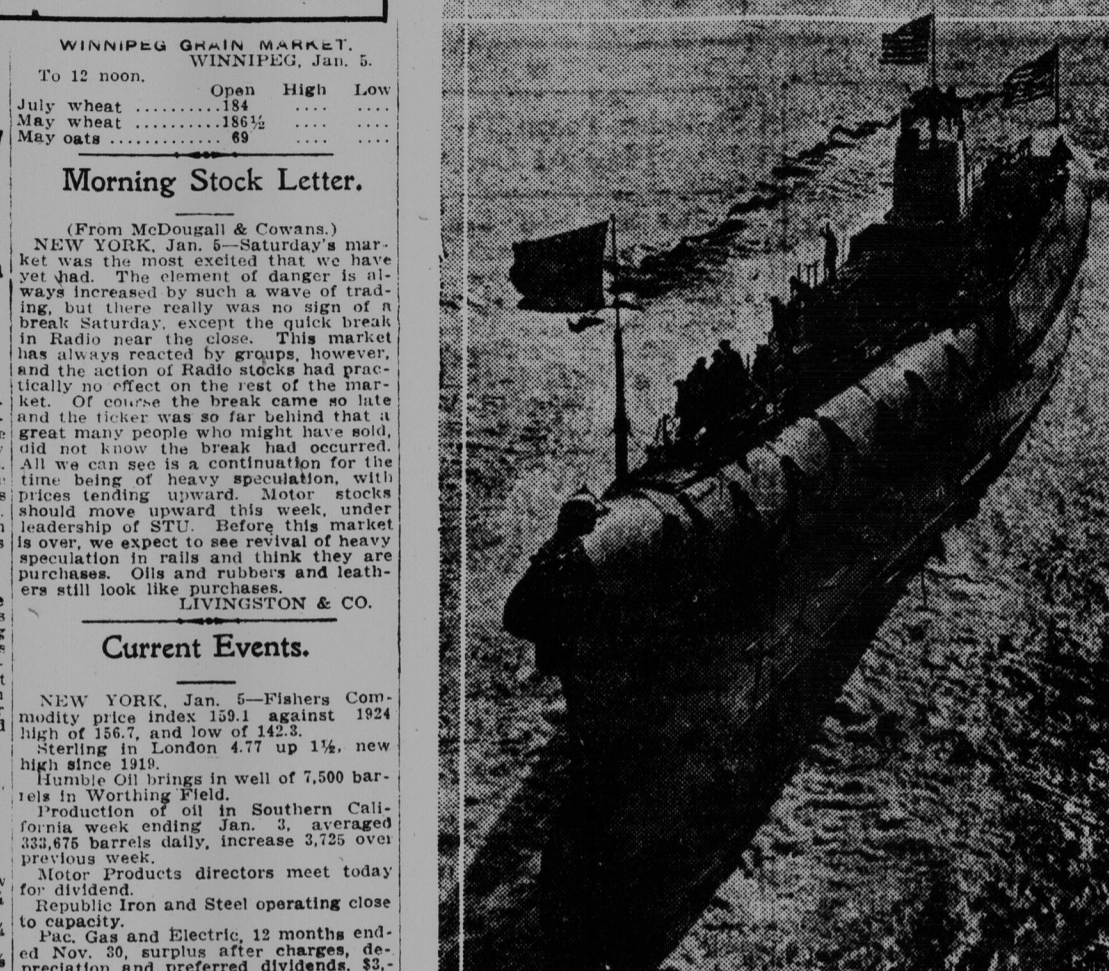 WINNIPEG GRAIN MARKET.
WINNIPEG, Jan. 5.
To 12 noon.
Open High Low
July wheat ..........184 .... ....
May wheat ..........186½ .... ....
May oats ............. 69 .... ....
Morning Stock Letter.
(From McDougall & Cowans.)
NEW YORK, Jan. 5—Saturday's mar-
ket was the most excited that we have
yet had. The element of danger is al-
ways increased by such a wave of trad-
ing, but there really was no sign of a
break Saturday, except the quick break
in Radio near the close. This market
has always reacted by groups, however,
and the action of Radio stocks had prac-
tically no effect on the rest of the mar-
ket. Of course the break came so late
and the ticker was so far behind that a
great many people who might have sold,
did not know the break had occurred.
All we can see is a continuation for the
time being of heavy speculation, with
prices tending upward. Motor stocks
should move upward this week, under
leadership of STU. Before this market
is over, we expect to see revival of heavy
speculation in rails and think they are
purchases. Oils and rubbers and leath-
ers still look like purchases.
LIVINGSTON & CO.
Current Events.
NEW YORK, Jan. 5—Fishers Com-
modity price index 159.1 against 1924
high of 156.7, and low of 142.3.
Sterling in London 4.77 up 1½, new
high since 1919.
Humble Oil brings in well of 7,500 bar-
rels in Worthing Field.
Production of oil in Southern Cali-
fornia week ending Jan. 3, averaged
333,675 barrels daily, increase 3,725 over
previous week.
Motor Products directors meet today
for dividend.
Republic Iron and Steel operating close
to capacity.
Pac. Gas and Electric, 12 months end-
ed Nov. 30, surplus after charges, de-
preciation and preferred dividends, $3,-